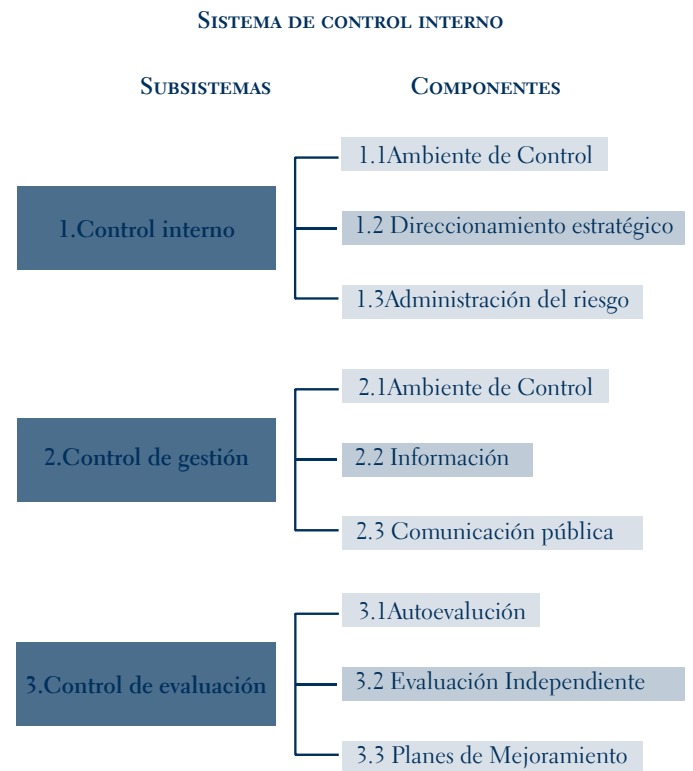 Sistema de control interno
Subsistemas
Componentes
1.Control interno
1.1Ambiente de Control
1.2 Direccionamiento estratégico
1.3Administración del riesgo
2.Control de gestión
2.1Ambiente de Control
2.2 Información
2.3 Comunicación pública
3.Control de evaluación
3.1Autoevalución
3.2 Evaluación Independiente
3.3 Planes de Mejoramiento